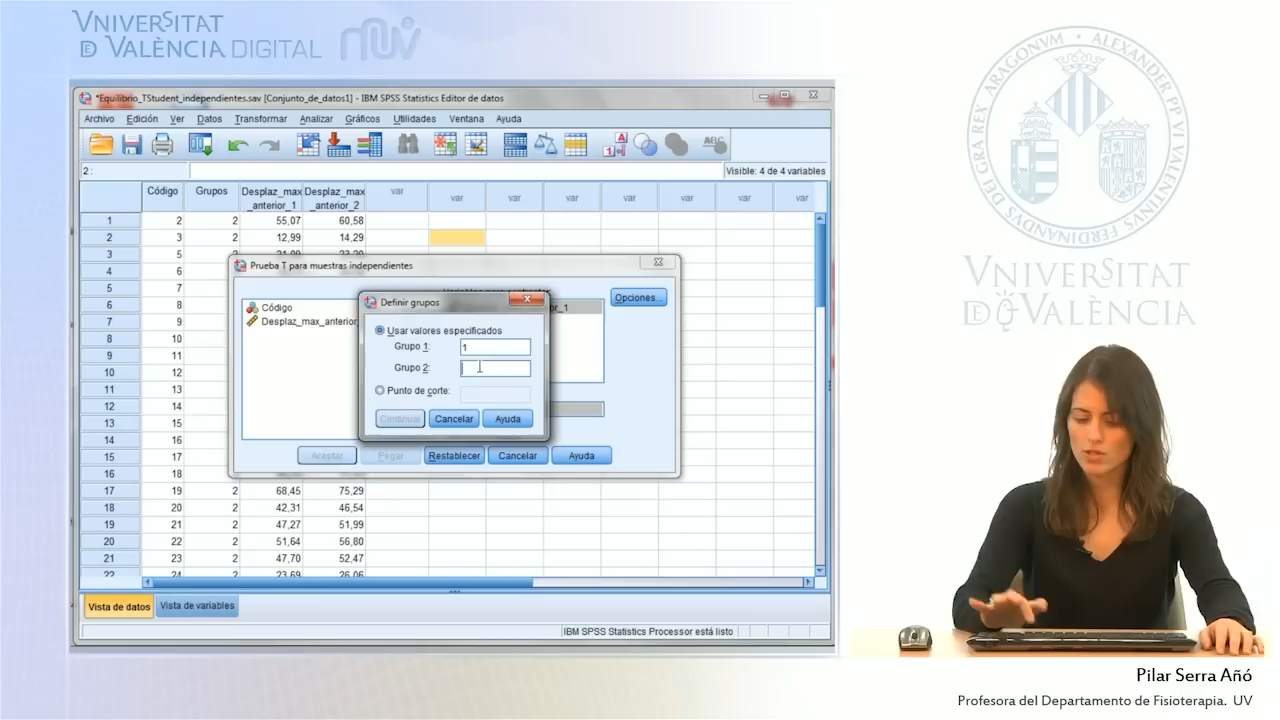 VNIVERSITAT
DE VALÈNCIA DIGITAL
*Equilibrio_TStudent_independientes.sav [Conjunto_de_datos1] - IBM SPSS Statistics Editor de datos
Archivo Edición Ver Datos Transformar Analizar Gráficos Utilidades Ventana Ayuda
2 :
Visible: 4 de 4 variables
Código Grupos Desplaz_max_anterior_1 Desplaz_max_anterior_2 var var var var var var var var
1 2 2 55,07 60,58
2 3 2 12,99 14,29
3 5
4 6
5 7
6 8
7 9
8 10
9 11
10 12
11 13
12 14
13 15
14 16
15 17
16 18
17 19 2 68,45 75,29
18 20 2 42,31 46,54
19 21 2 47,27 51,99
20 22 2 51,64 56,80
21 23 2 47,70 52,47
22 24 2 23,69 26,06
Prueba T para muestras independientes
Código
Desplaz_max_anterior
or_1
Opciones...
Definir grupos
Usar valores especificados
Grupo 1: 1
Grupo 2:
Punto de corte:
Continuar Cancelar Ayuda
Aceptar Pegar Restablecer Cancelar Ayuda
Vista de datos Vista de variables
IBM SPSS Statistics Processor está listo
VNIVERSITAT
DE VALÈNCIA
Pilar Serra Añó
Profesora del Departamento de Fisioterapia. UV